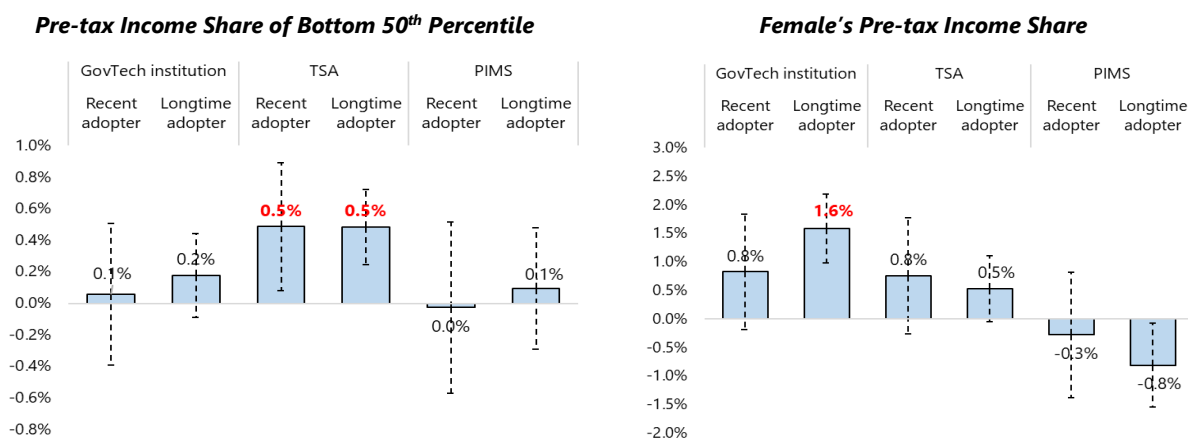 Pre-tax Income Share of Bottom 50th Percentile
GovTech institution TSA PIMS
Recent adopter Longtime adopter Recent adopter Longtime adopter Recent adopter Longtime adopter
1.0%
0.8%
0.6%
0.4%
0.2%
0.0%
-0.2%
-0.4%
-0.6%
-0.8%
0.1% 0.2% 0.5% 0.5% 0.0% 0.1%
Female's Pre-tax Income Share
GovTech institution TSA PIMS
Recent adopter Longtime adopter Recent adopter Longtime adopter Recent adopter Longtime adopter
3.0%
2.5%
2.0%
1.5%
1.0%
0.5%
0.0%
-0.5%
-1.0%
-1.5%
-2.0%
0.8% 1.6% 0.8% 0.5% -0.3% -0.8%